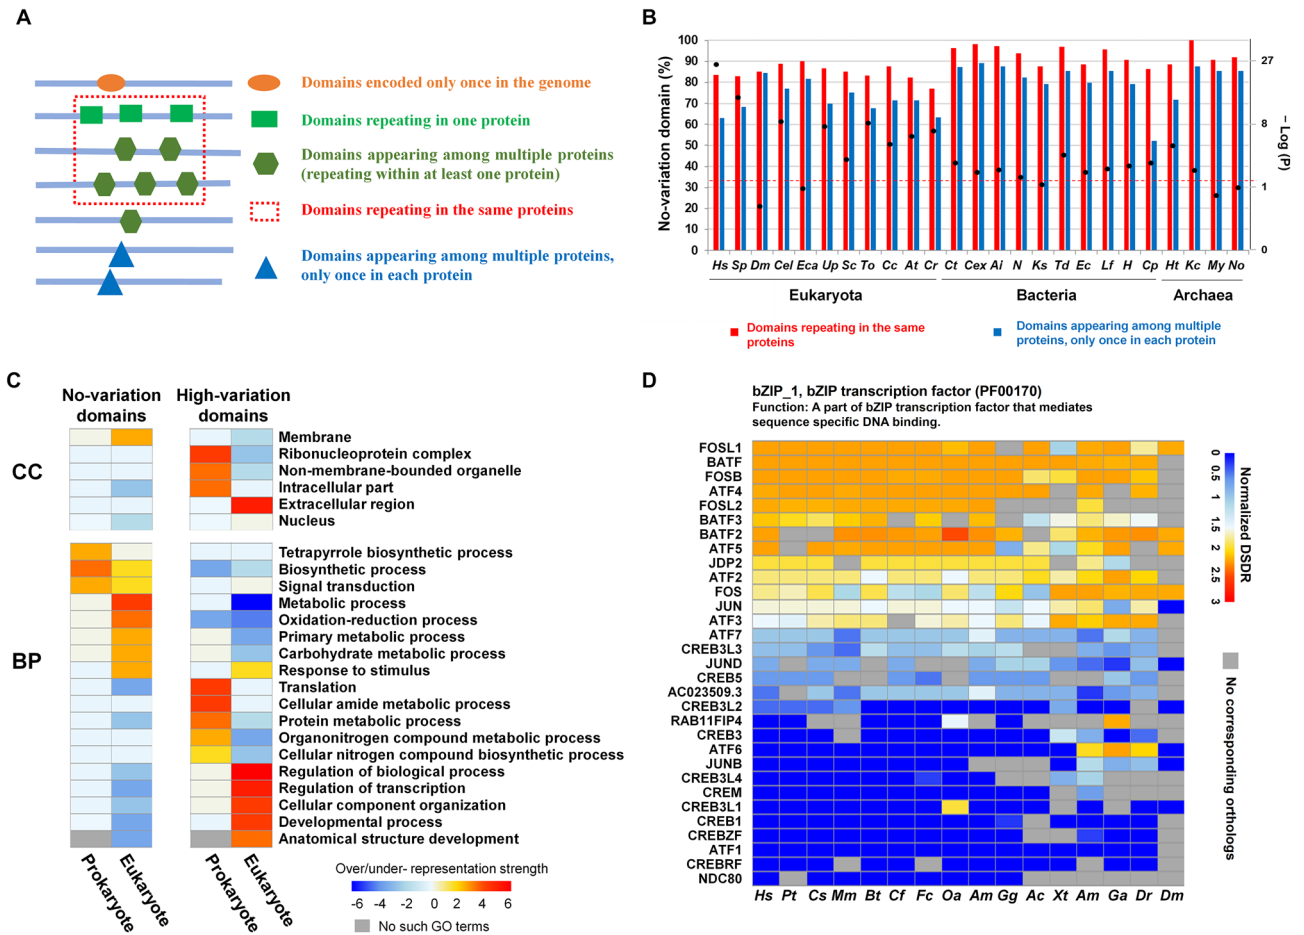 A
Domains encoded only once in the genome
Domains repeating in one protein
Domains appearing among multiple proteins
(repeating within at least one protein)
Domains repeating in the same proteins
Domains appearing among multiple proteins,
only once in each protein
B
No-variation domain (%)
100
90
80
70
60
50
40
30
20
10
0
27
8
1
0
– Log (P)
Hs Sp Dm Cel Eca Up Sc To Cc At Cr Ct Cex Ai N Ks Td Ec Lf H Cp Ht Kc My No
Eukaryota Bacteria Archaea
Domains repeating in the same
proteins
Domains appearing among multiple
proteins, only once in each protein
C
No-variation
domains
High-variation
domains
CC
Membrane
Ribonucleoprotein complex
Non-membrane-bounded organelle
Intracellular part
Extracellular region
Nucleus
BP
Tetrapyrrole biosynthetic process
Biosynthetic process
Signal transduction
Metabolic process
Oxidation-reduction process
Primary metabolic process
Carbohydrate metabolic process
Response to stimulus
Translation
Cellular amide metabolic process
Protein metabolic process
Organonitrogen compound metabolic process
Cellular nitrogen compound biosynthetic process
Regulation of biological process
Regulation of transcription
Cellular component organization
Developmental process
Anatomical structure development
Prokaryote
Eukaryote
Prokaryote
Eukaryote
Over/under- representation strength
-6 -4 -2 0 2 4 6
No such GO terms
D
bZIP_1, bZIP transcription factor (PF00170)
Function: A part of bZIP transcription factor that mediates
sequence specific DNA binding.
FOSL1
BATF
FOSB
ATF4
FOSL2
BATF3
BATF2
ATF5
JDP2
ATF2
FOS
JUN
ATF3
ATF7
CREB3L3
JUND
CREB5
AC023509.3
CREB3L2
RAB11FIP4
CREB3
ATF6
JUNB
CREB3L4
CREM
CREB3L1
CREB1
CREBZF
ATF1
CREBRF
NDC80
Hs Pt Cs Mm Bt Cf Fc Oa Am Gg Ac Xt Am Ga Dr Dm
0 0.5 1 1.5 2 2.5 3
Normalized DSDR
No corresponding orthologs